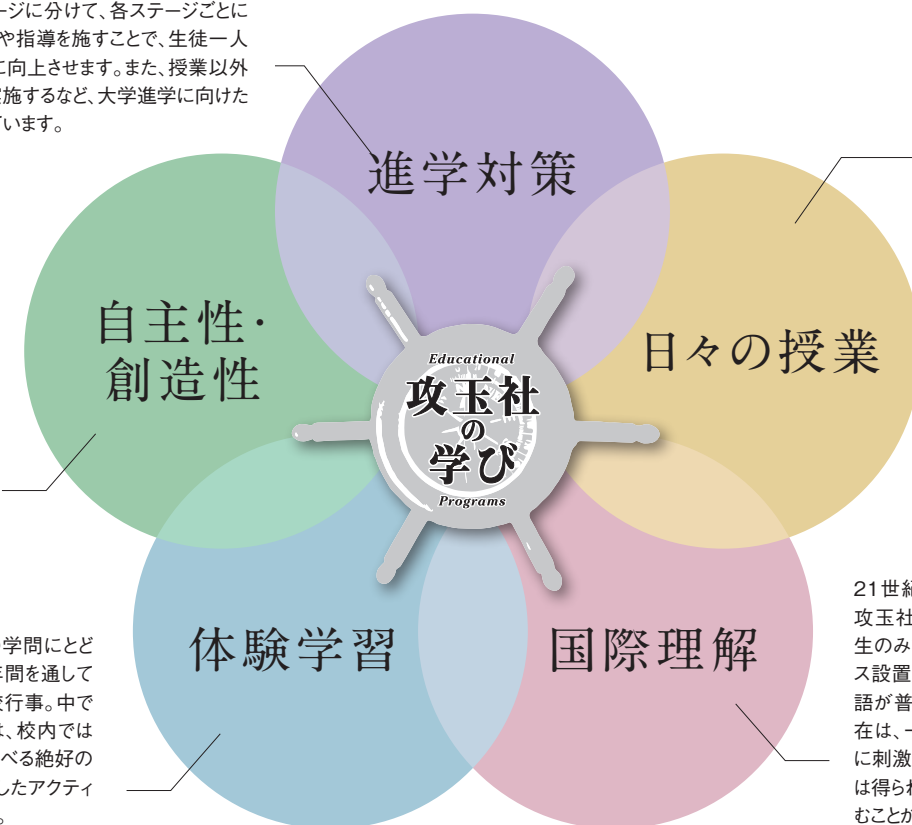 ージに分けて、各ステージごとに
や指導を施すことで、生徒一人
に向上させます。また、授業以外
施するなど、大学進学に向けた
ています。
進学対策
自主性・
創造性
日々の授業
Educational
攻玉社
の
学び
Programs
体験学習
国際理解
学問にとど
年間を通して
校行事。中で
は、校内では
べる絶好の
したアクティ
。
21世紀
攻玉社
生のみ
ス設置
語が普
在は、一
に刺激
は得られ
むことが